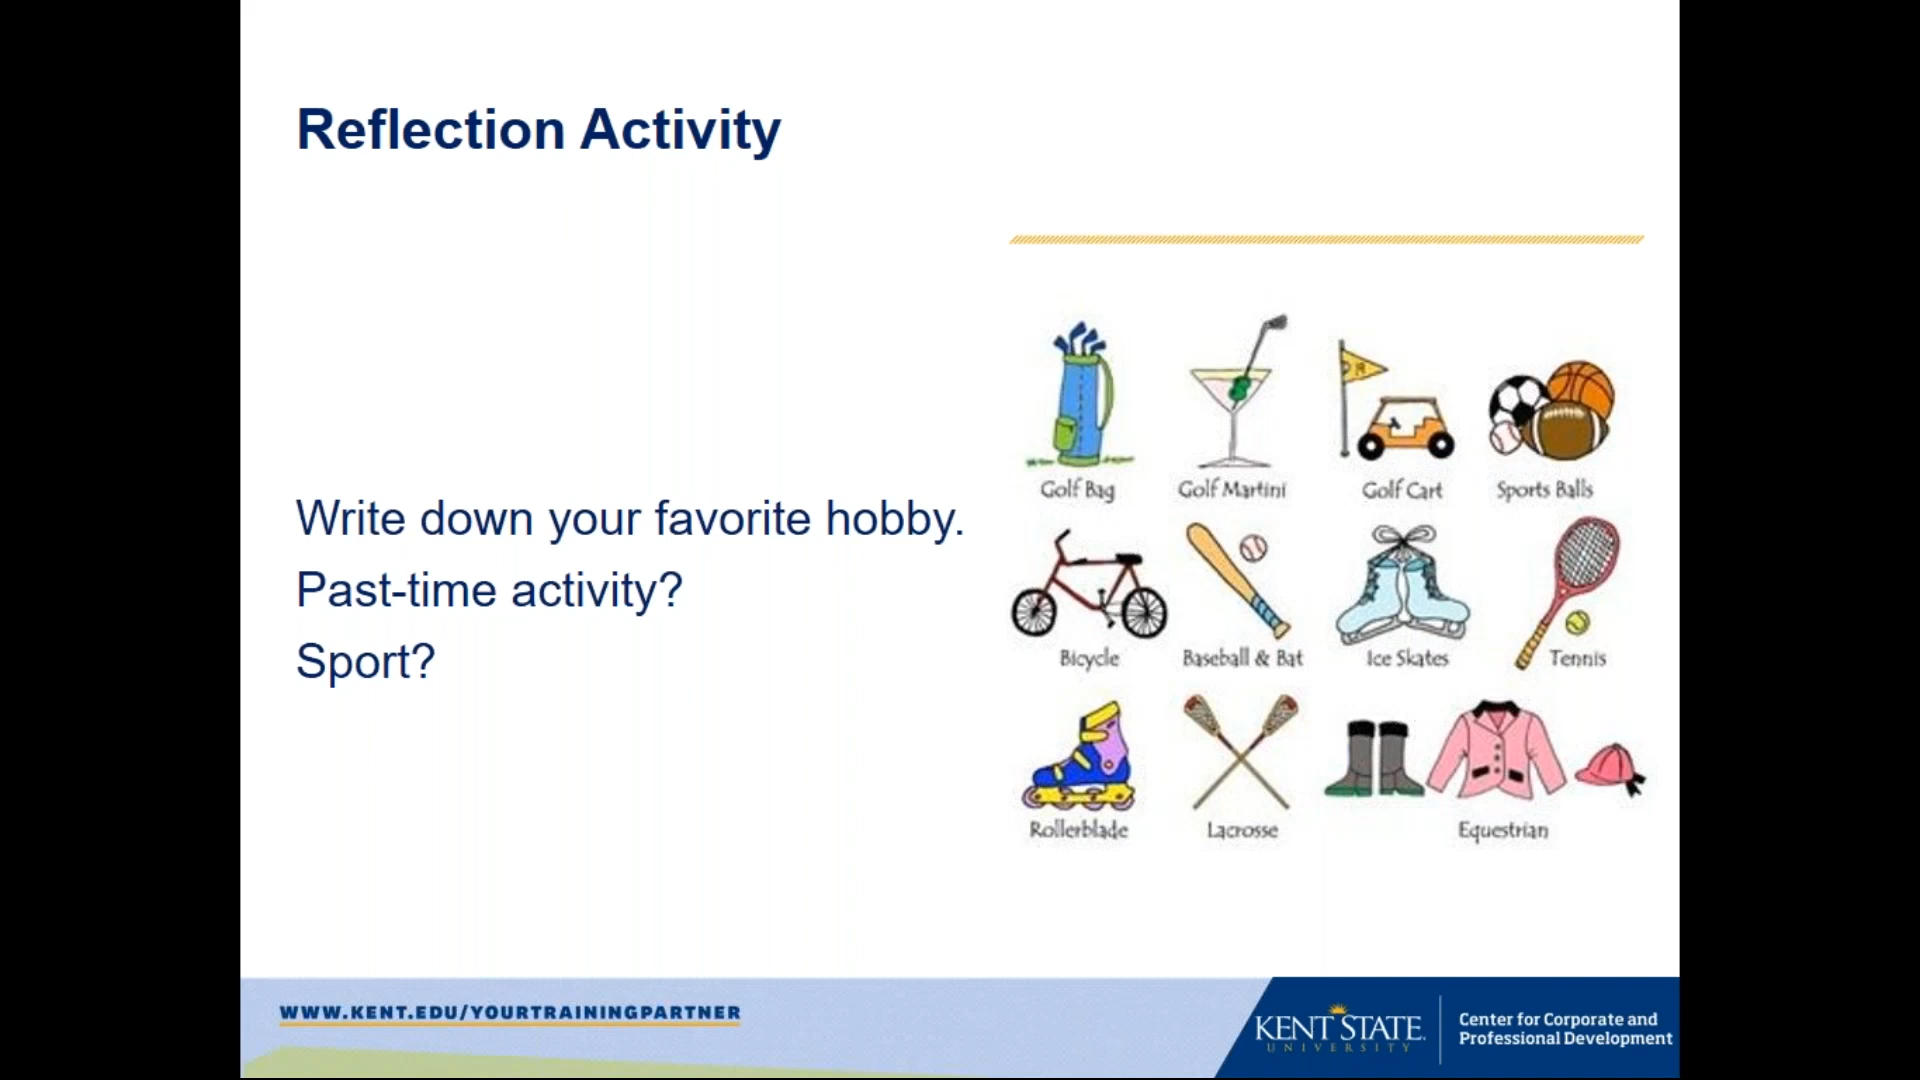 Reflection Activity
Write down your favorite hobby.
Past-time activity?
Sport?
19
Golf Bag
Golf Martini
Golf Cart
Sports Balls
Bicycle
Baseball & Bat
Ice Skates
Tennis
Rollerblade
Lacrosse
Equestrian
WWW.KENT.EDU/YOURTRAININGPARTNER
KENT STATE
UNIVERSITY
Center for Corporate and
Professional Development